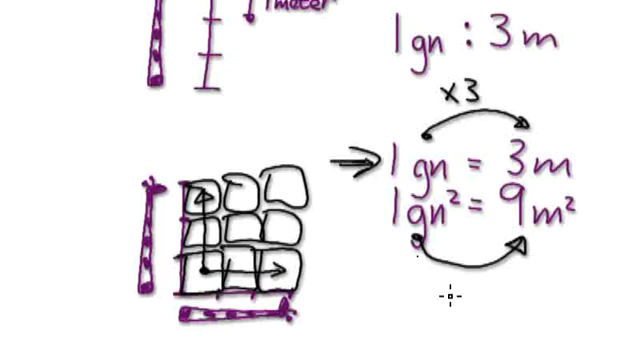 1 meter
1gn : 3m
x3
1gn = 3m
1gn² = 9m²